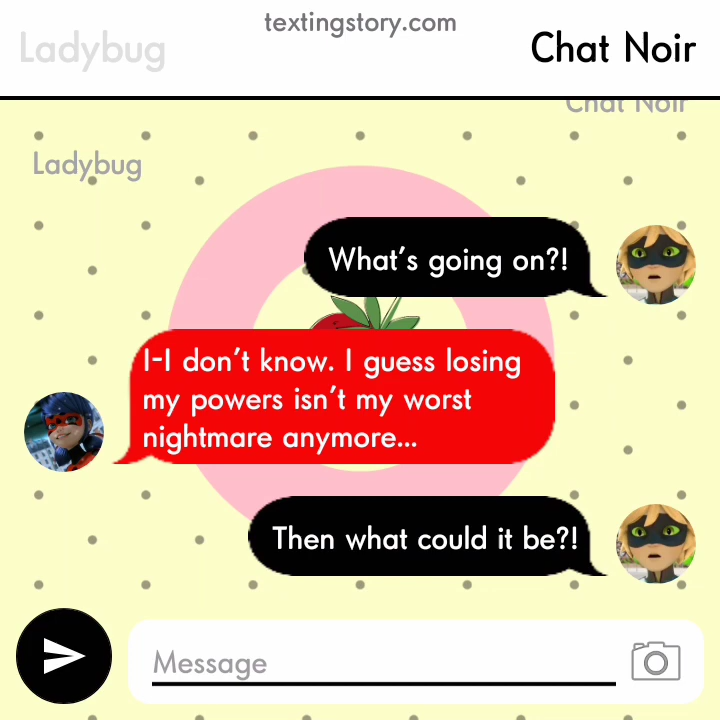 textingstory.com
Ladybug
Chat Noir
Chat Noir
Ladybug
What's going on?!
I-I don't know. I guess losing
my powers isn't my worst
nightmare anymore...
Then what could it be?!
Message